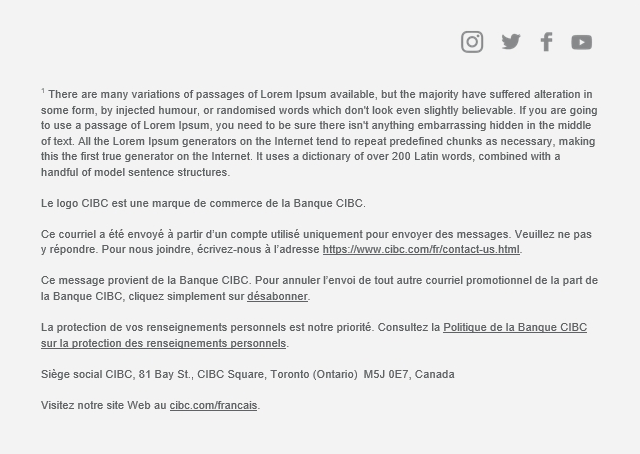 1 There are many variations of passages of Lorem Ipsum available, but the majority have suffered alteration in
some form, by injected humour, or randomised words which don't look even slightly believable. If you are going
to use a passage of Lorem Ipsum, you need to be sure there isn't anything embarrassing hidden in the middle
of text. All the Lorem Ipsum generators on the Internet tend to repeat predefined chunks as necessary, making
this the first true generator on the Internet. It uses a dictionary of over 200 Latin words, combined with a
handful of model sentence structures.
Le logo CIBC est une marque de commerce de la Banque CIBC.
Ce courriel a été envoyé à partir d'un compte utilisé uniquement pour envoyer des messages. Veuillez ne pas
y répondre. Pour nous joindre, écrivez-nous à l'adresse https://www.cibc.com/fr/contact-us.html.
Ce message provient de la Banque CIBC. Pour annuler l'envoi de tout autre courriel promotionnel de la part de
la Banque CIBC, cliquez simplement sur désabonner.
La protection de vos renseignements personnels est notre priorité. Consultez la Politique de la Banque CIBC
sur la protection des renseignements personnels.
Siège social CIBC, 81 Bay St., CIBC Square, Toronto (Ontario)  M5J 0E7, Canada
Visitez notre site Web au cibc.com/francais.